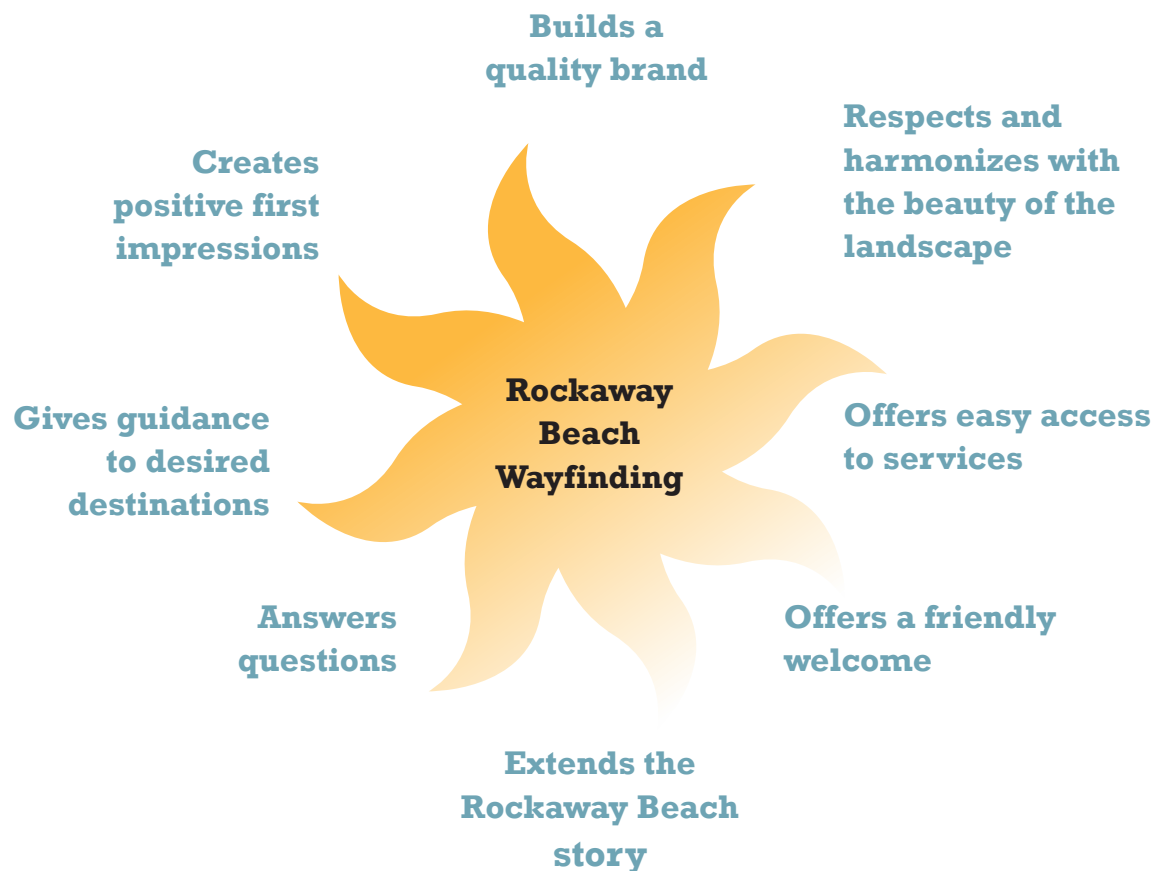 Builds a
quality brand
Respects and
harmonizes with
the beauty of the
landscape
Creates
positive first
impressions
Rockaway
Beach
Wayfinding
Gives guidance
to desired
destinations
Offers easy access
to services
Answers
questions
Offers a friendly
welcome
Extends the
Rockaway Beach
story